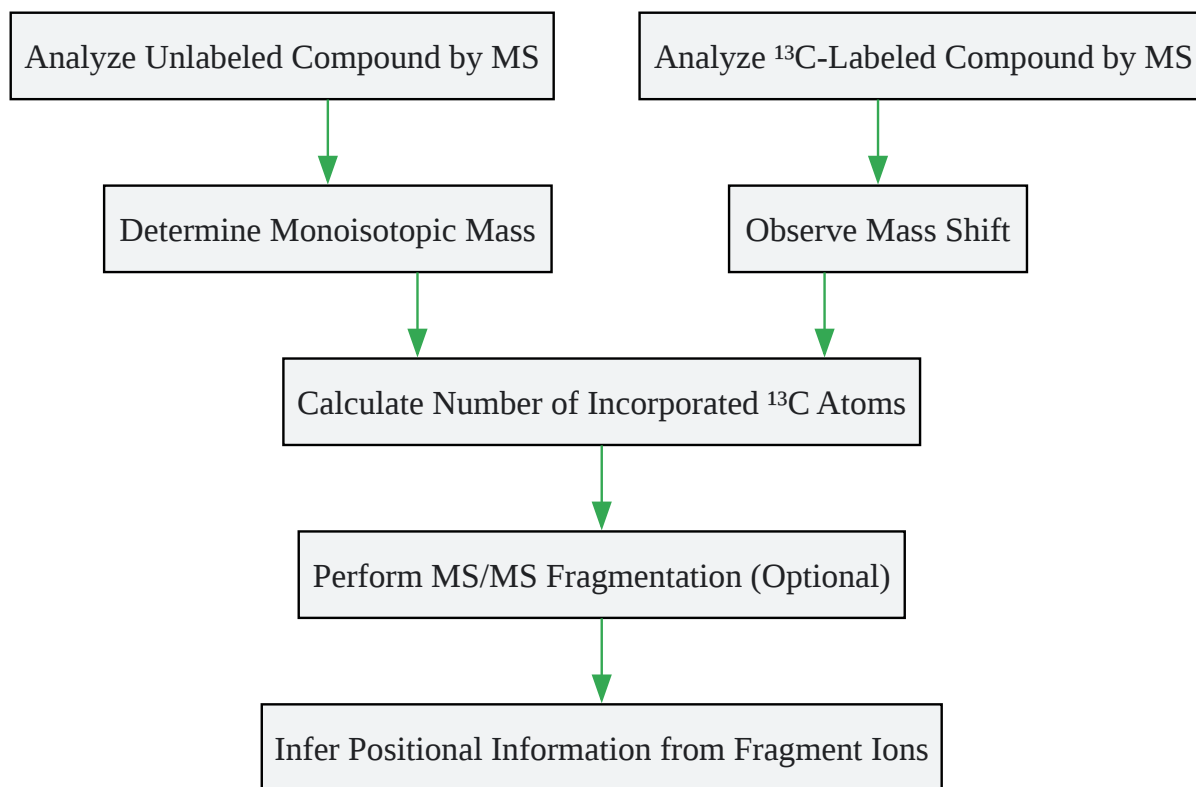 Analyze Unlabeled Compound by MS
Analyze ¹³C-Labeled Compound by MS
Determine Monoisotopic Mass
Observe Mass Shift
Calculate Number of Incorporated ¹³C Atoms
Perform MS/MS Fragmentation (Optional)
Infer Positional Information from Fragment Ions